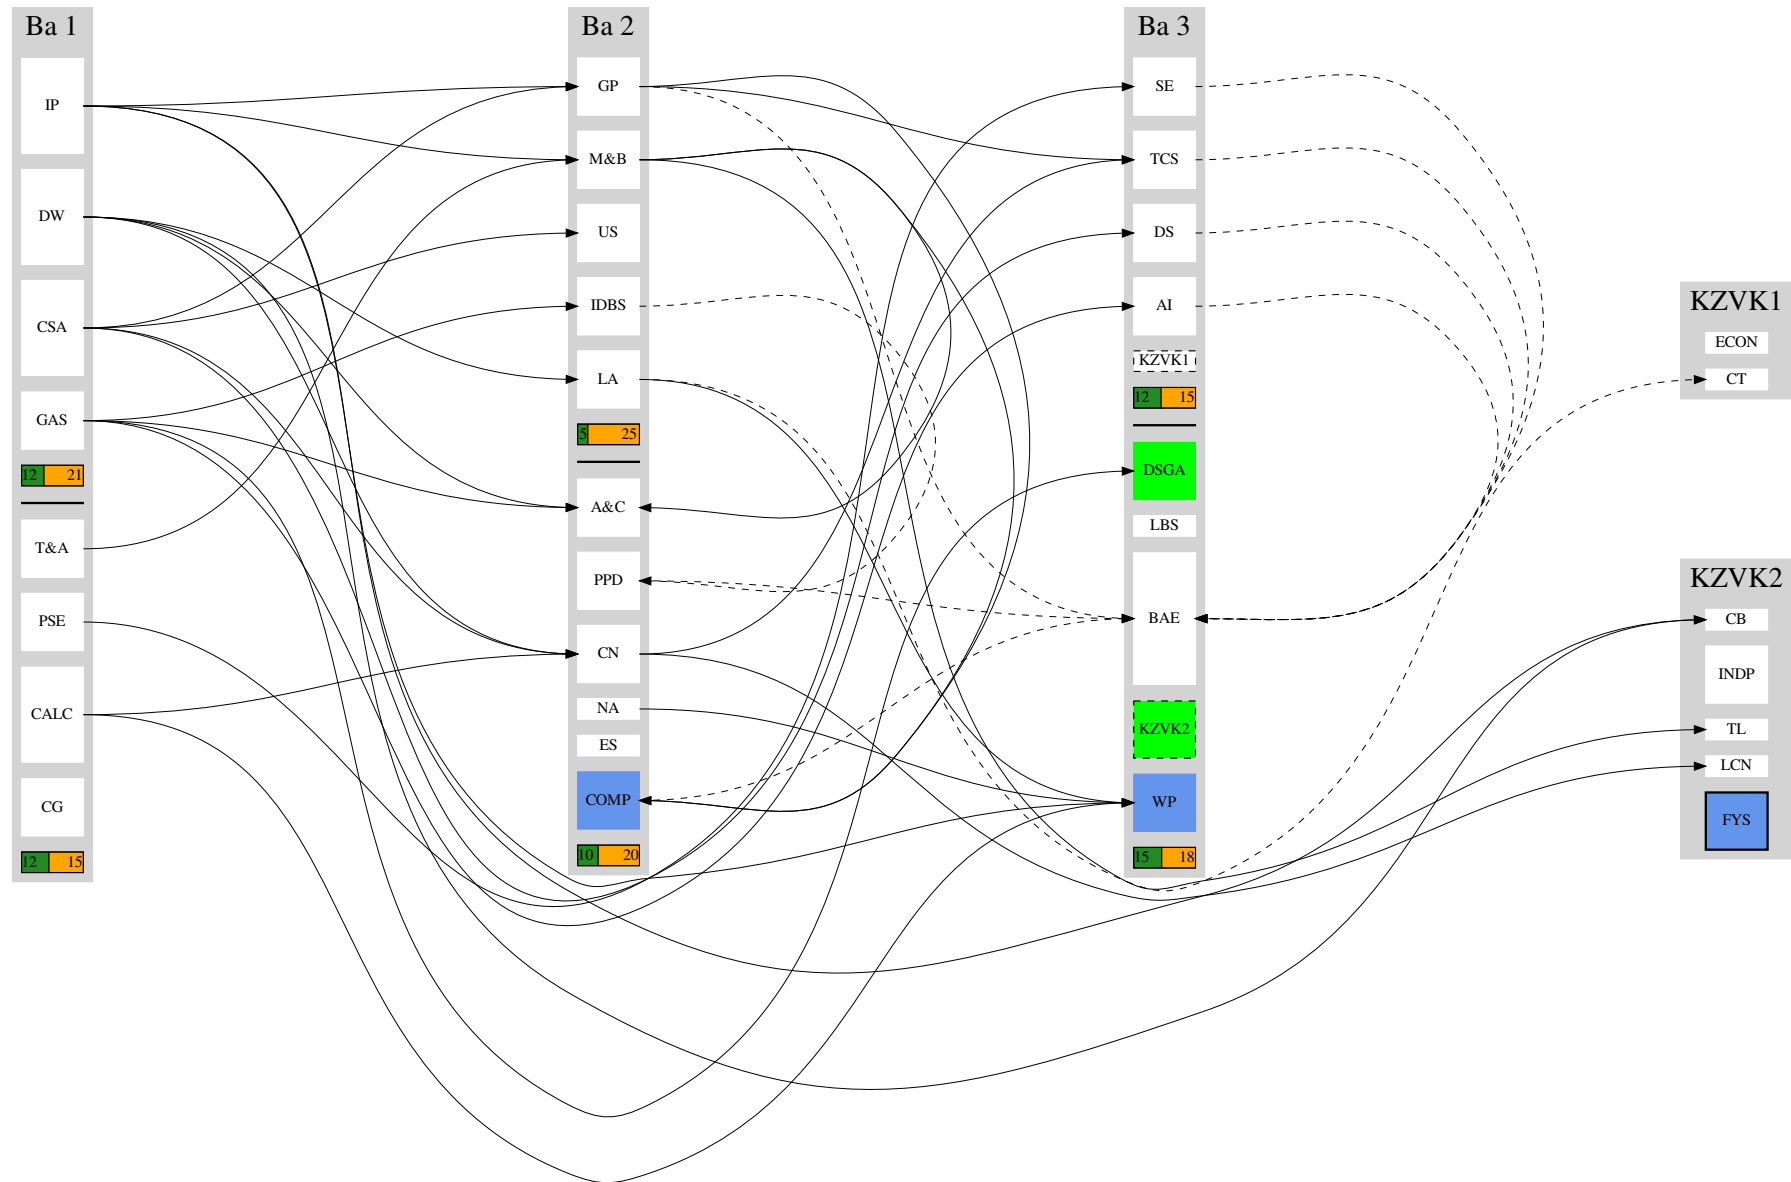 Ba 1
IP
DW
CSA
GAS
12 21
T&A
PSE
CALC
CG
12 15
Ba 2
GP
M&B
US
IDBS
LA
5 25
A&C
PPD
CN
NA
ES
COMP
10 20
Ba 3
SE
TCS
DS
AI
KZVK1
12 15
DSGA
LBS
BAE
KZVK2
WP
15 18
KZVK1
ECON
CT
KZVK2
CB
INDP
TL
LCN
FYS